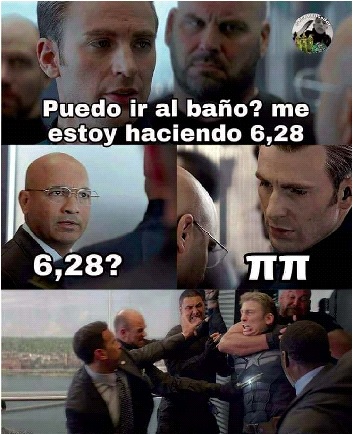 Puedo ir al baño? me
estoy haciendo 6,28
6,28?
ππ